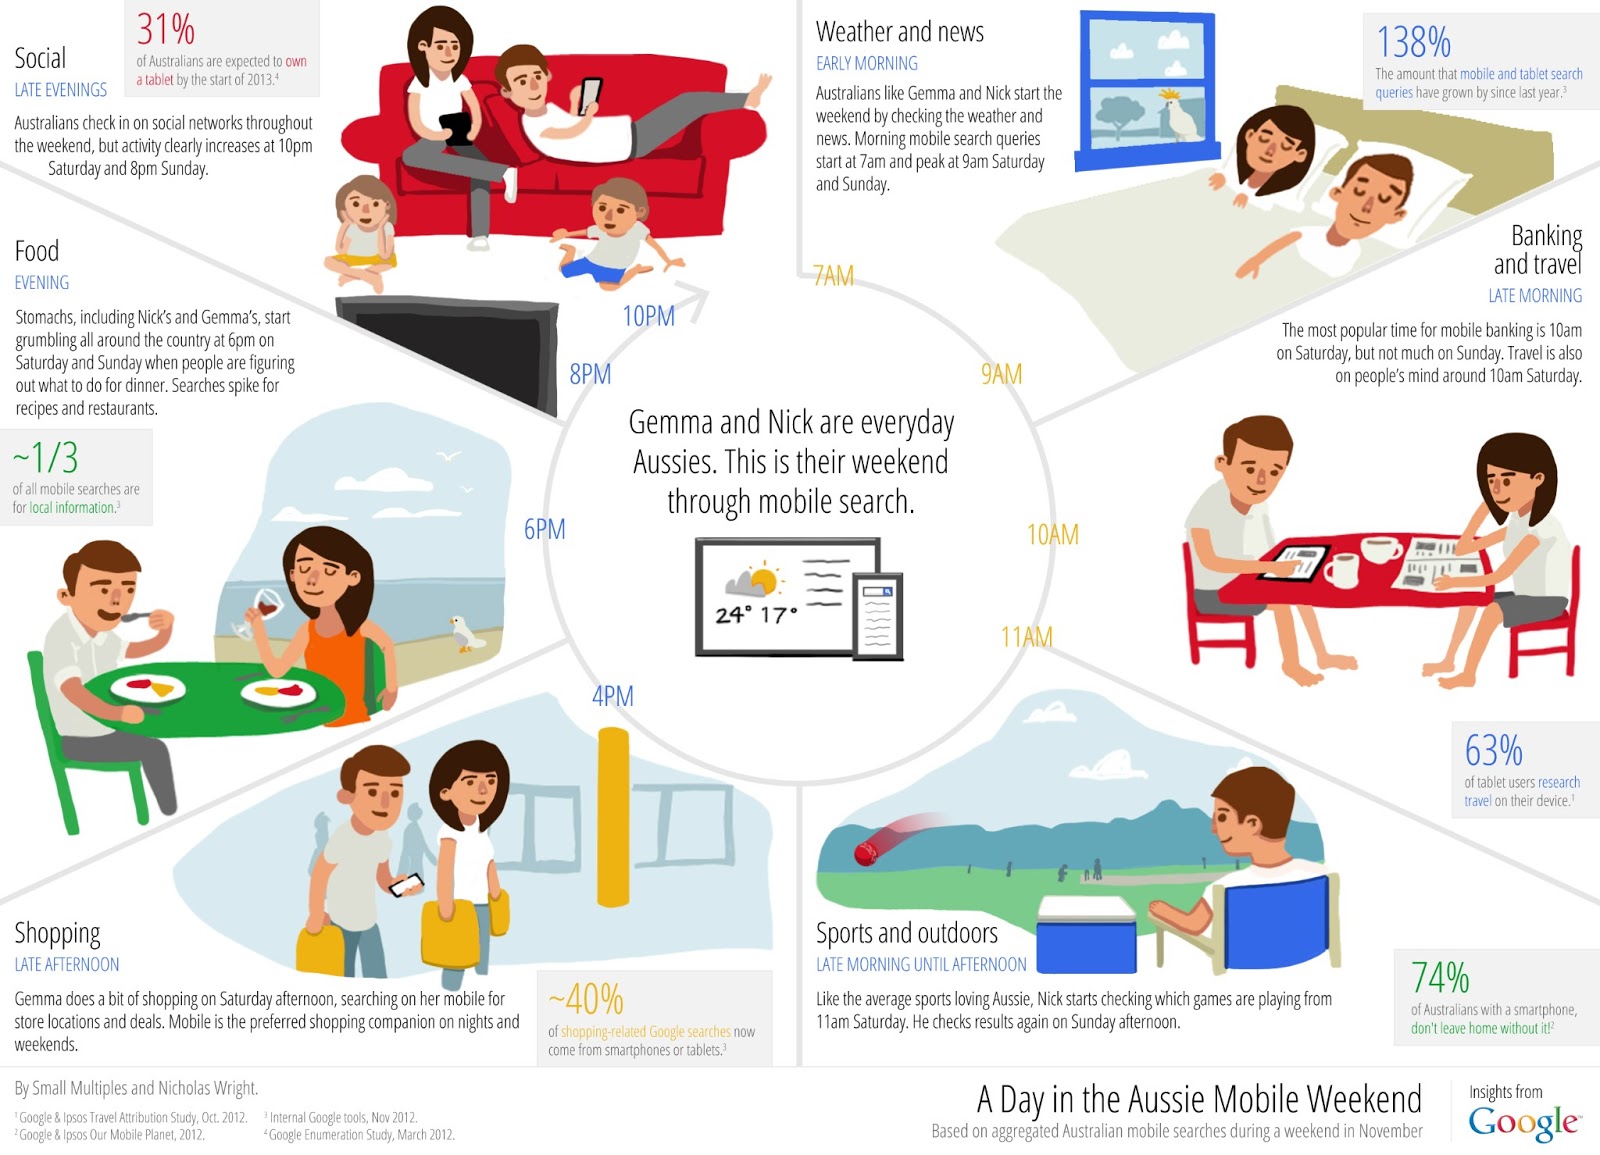 Social
LATE EVENINGS
31%
of Australians are expected to own
a tablet by the start of 2013.⁴
Australians check in on social networks throughout
the weekend, but activity clearly increases at 10pm
Saturday and 8pm Sunday.
Weather and news
EARLY MORNING
Australians like Gemma and Nick start the
weekend by checking the weather and
news. Morning mobile search queries
start at 7am and peak at 9am Saturday
and Sunday.
138%
The amount that mobile and tablet search
queries have grown by since last year.³
Food
EVENING
Stomachs, including Nick's and Gemma's, start
grumbling all around the country at 6pm on
Saturday and Sunday when people are figuring
out what to do for dinner. Searches spike for
recipes and restaurants.
~1/3
of all mobile searches are
for local information.³
Banking
and travel
LATE MORNING
The most popular time for mobile banking is 10am
on Saturday, but not much on Sunday. Travel is also
on people's mind around 10am Saturday.
7AM
9AM
10AM
11AM
4PM
6PM
8PM
10PM
Gemma and Nick are everyday
Aussies. This is their weekend
through mobile search.
24° 17°
63%
of tablet users research
travel on their device.¹
Shopping
LATE AFTERNOON
Gemma does a bit of shopping on Saturday afternoon, searching on her mobile for
store locations and deals. Mobile is the preferred shopping companion on nights and
weekends.
~40%
of shopping-related Google searches now
come from smartphones or tablets.³
Sports and outdoors
LATE MORNING UNTIL AFTERNOON
Like the average sports loving Aussie, Nick starts checking which games are playing from
11am Saturday. He checks results again on Sunday afternoon.
74%
of Australians with a smartphone,
don't leave home without it!²
By Small Multiples and Nicholas Wright.
¹ Google & Ipsos Travel Attribution Study, Oct. 2012.
² Google & Ipsos Our Mobile Planet, 2012.
³ Internal Google tools, Nov 2012.
⁴ Google Enumeration Study, March 2012.
A Day in the Aussie Mobile Weekend
Based on aggregated Australian mobile searches during a weekend in November
Insights from
Google™